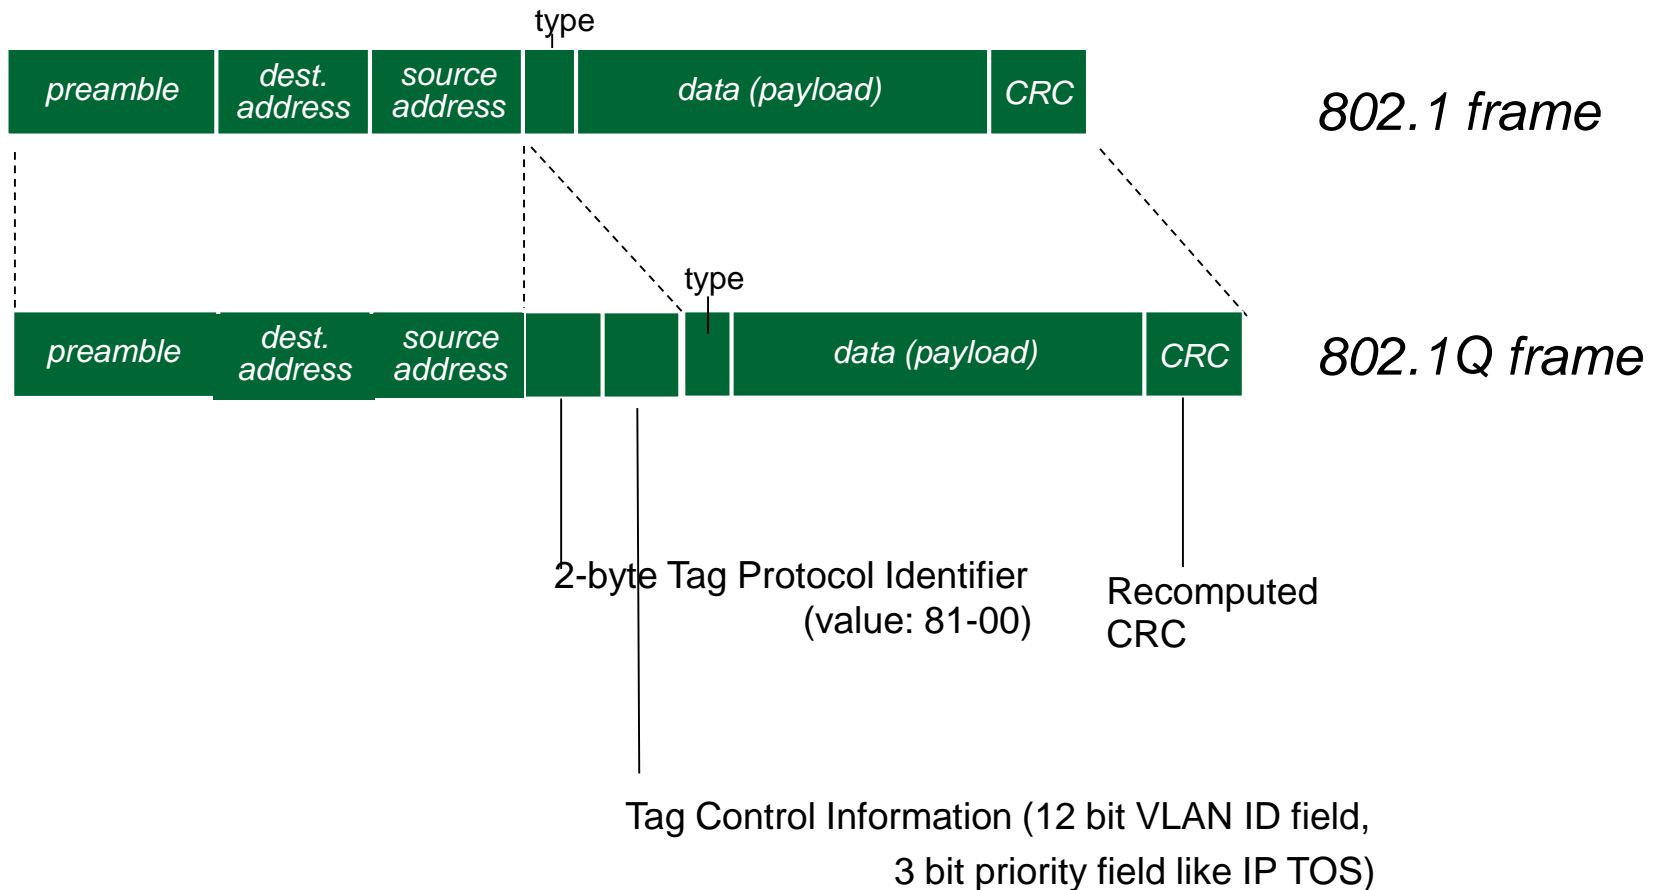 type
preamble
dest.
address
source
address
data (payload)
CRC
802.1 frame
type
preamble
dest.
address
source
address
data (payload)
CRC
802.1Q frame
2-byte Tag Protocol Identifier
(value: 81-00)
Recomputed
CRC
Tag Control Information (12 bit VLAN ID field,
3 bit priority field like IP TOS)